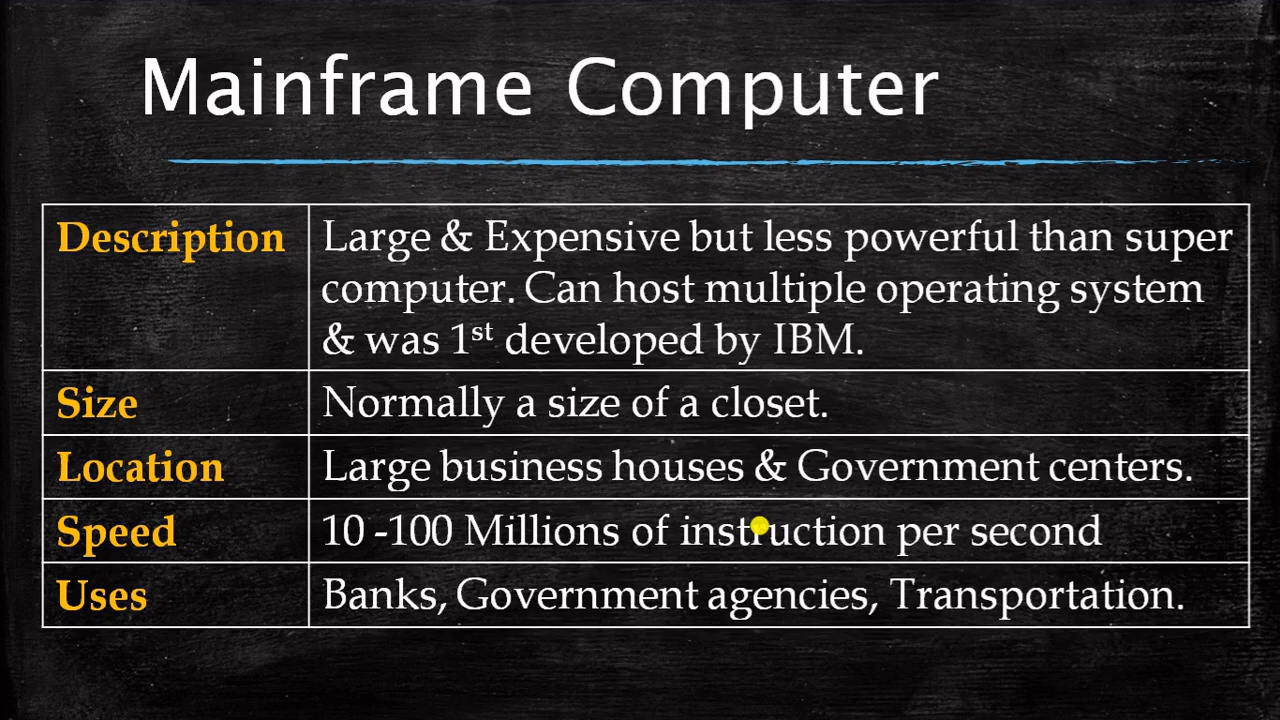 Mainframe Computer
Description
Large & Expensive but less powerful than super
computer. Can host multiple operating system
& was 1st developed by IBM.
Size
Normally a size of a closet.
Location
Large business houses & Government centers.
Speed
10 -100 Millions of instruction per second
Uses
Banks, Government agencies, Transportation.